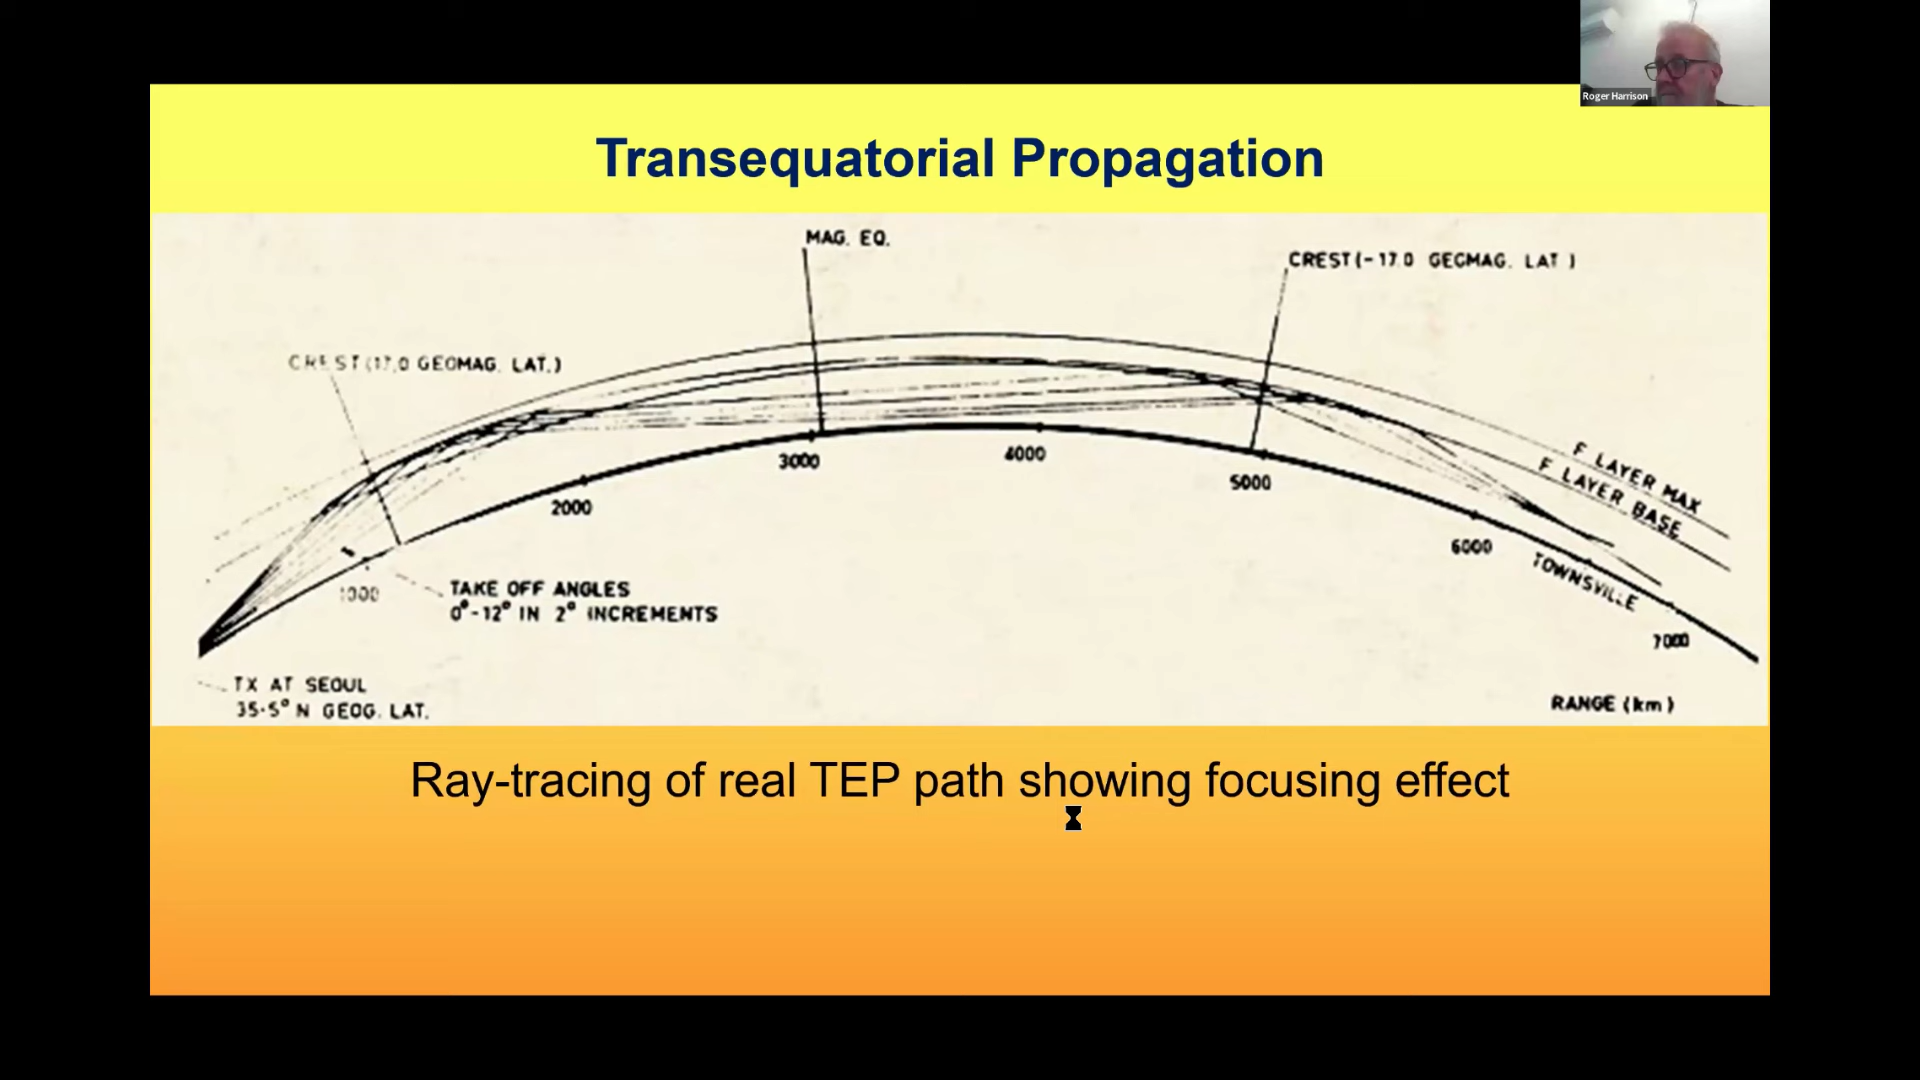 Roger Harrison
Transequatorial Propagation
MAG. EQ.
CREST (-17.0 GEOMAG. LAT )
CREST (17.0 GEOMAG. LAT.)
F LAYER MAX
F LAYER BASE
3000
4000
2000
5000
6000
TOWNSVILLE
1000
TAKE OFF ANGLES
0°-12° IN 2° INCREMENTS
7000
TX AT SEOUL
35.5° N GEOG. LAT.
RANGE (km)
Ray-tracing of real TEP path showing focusing effect